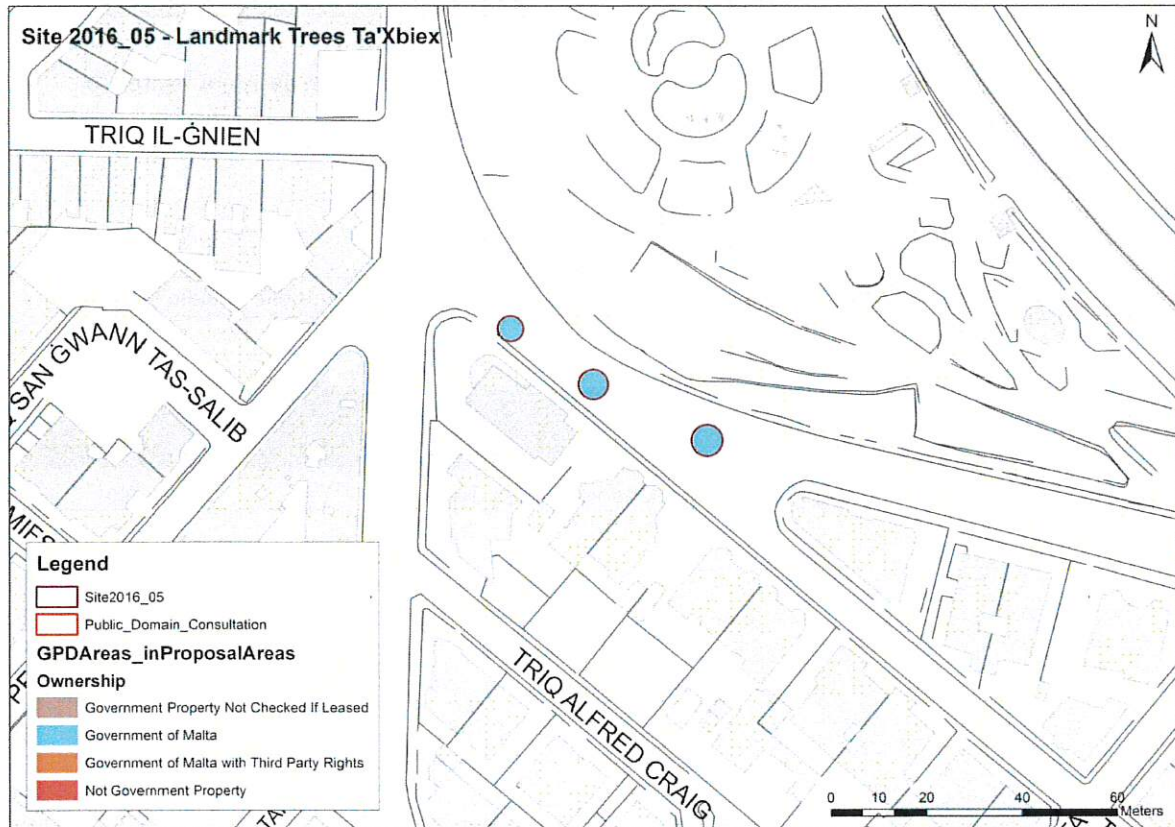 Site 2016_05 - Landmark Trees Ta'Xbiex
N
TRIQ IL-ĠNIEN
SAN ĠWANN TAS-SALIB
MIFS
Legend
Site2016_05
Public_Domain_Consultation
GPDAreas_inProposalAreas
Ownership
Government Property Not Checked If Leased
Government of Malta
Government of Malta with Third Party Rights
Not Government Property
TRIQ ALFRED CRAIG
0 10 20 40 60
Meters